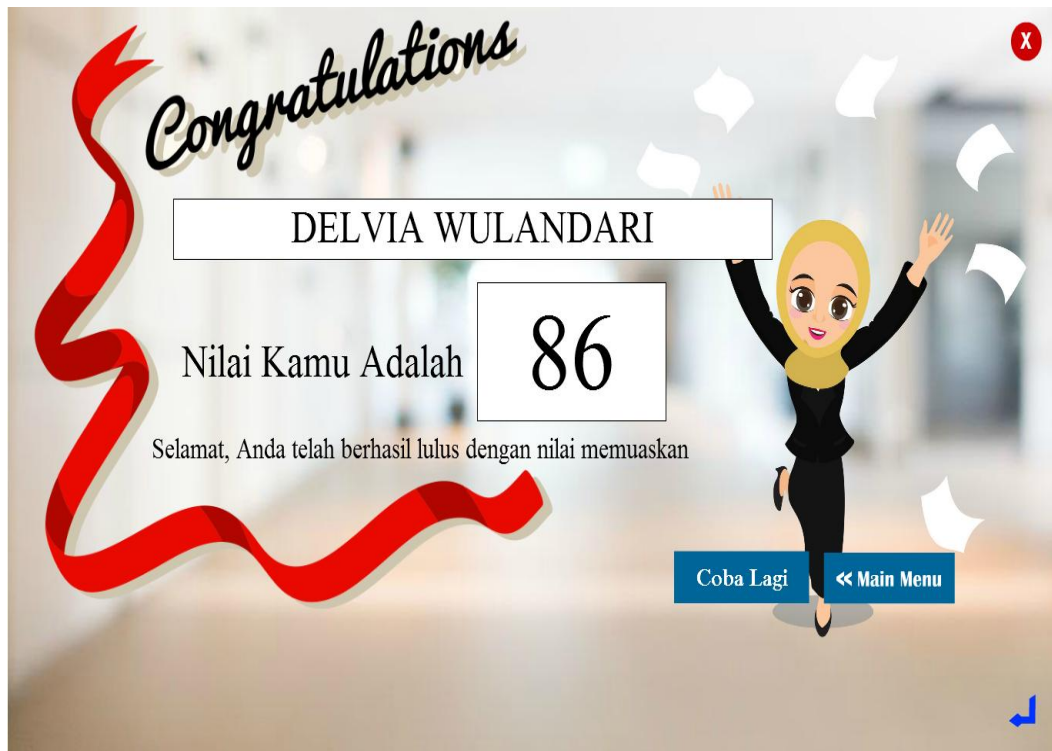 Congratulations
X
DELVIA WULANDARI
Nilai Kamu Adalah
86
Selamat, Anda telah berhasil lulus dengan nilai memuaskan
Coba Lagi
<< Main Menu